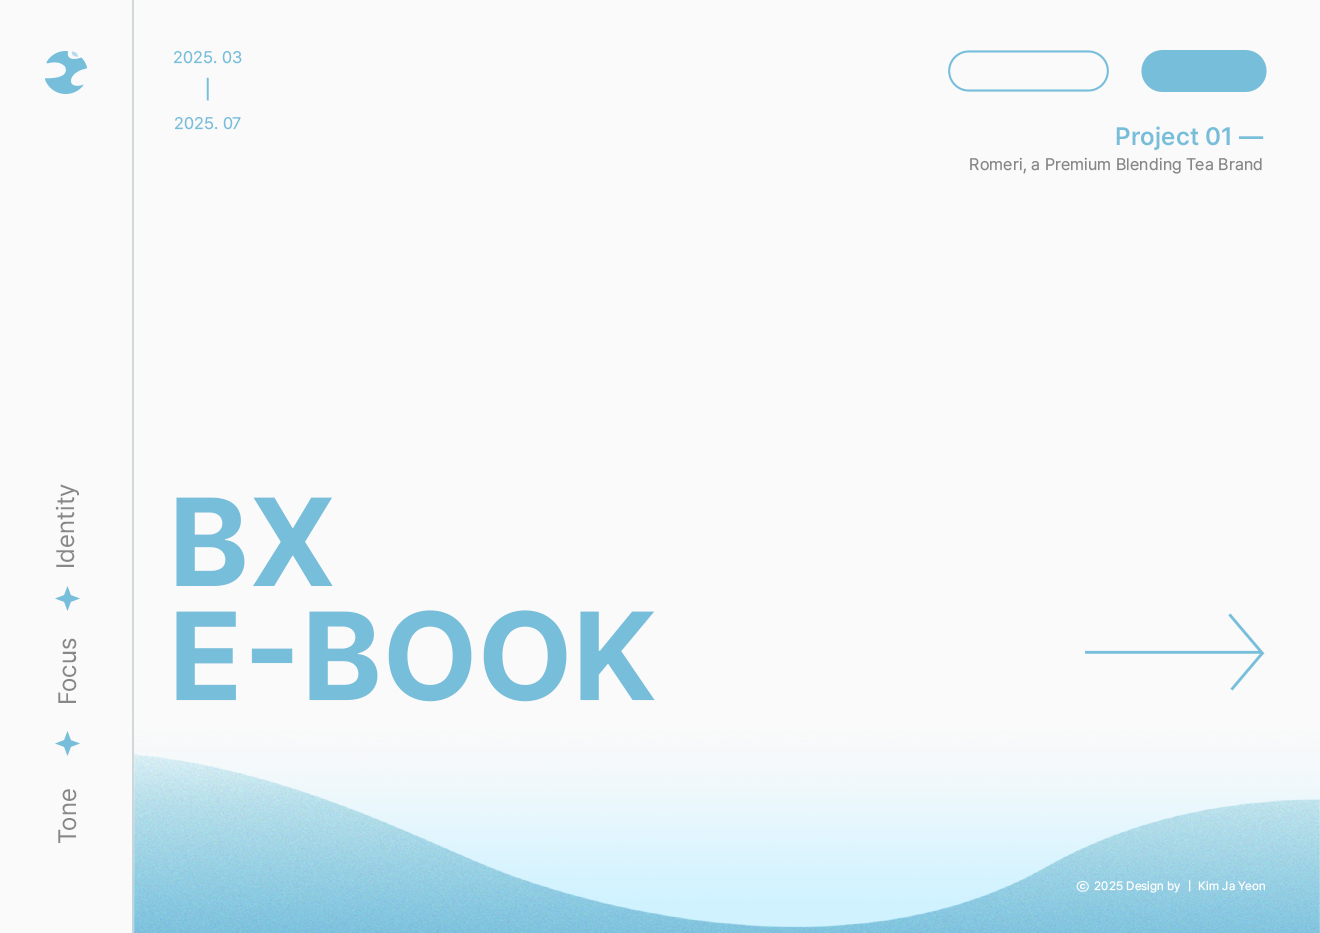 2025. 03
2025. 07
Project 01 —
Romeri, a Premium Blending Tea Brand
BX
E-BOOK
Tone Focus Identity
© 2025 Design by | Kim Ja Yeon